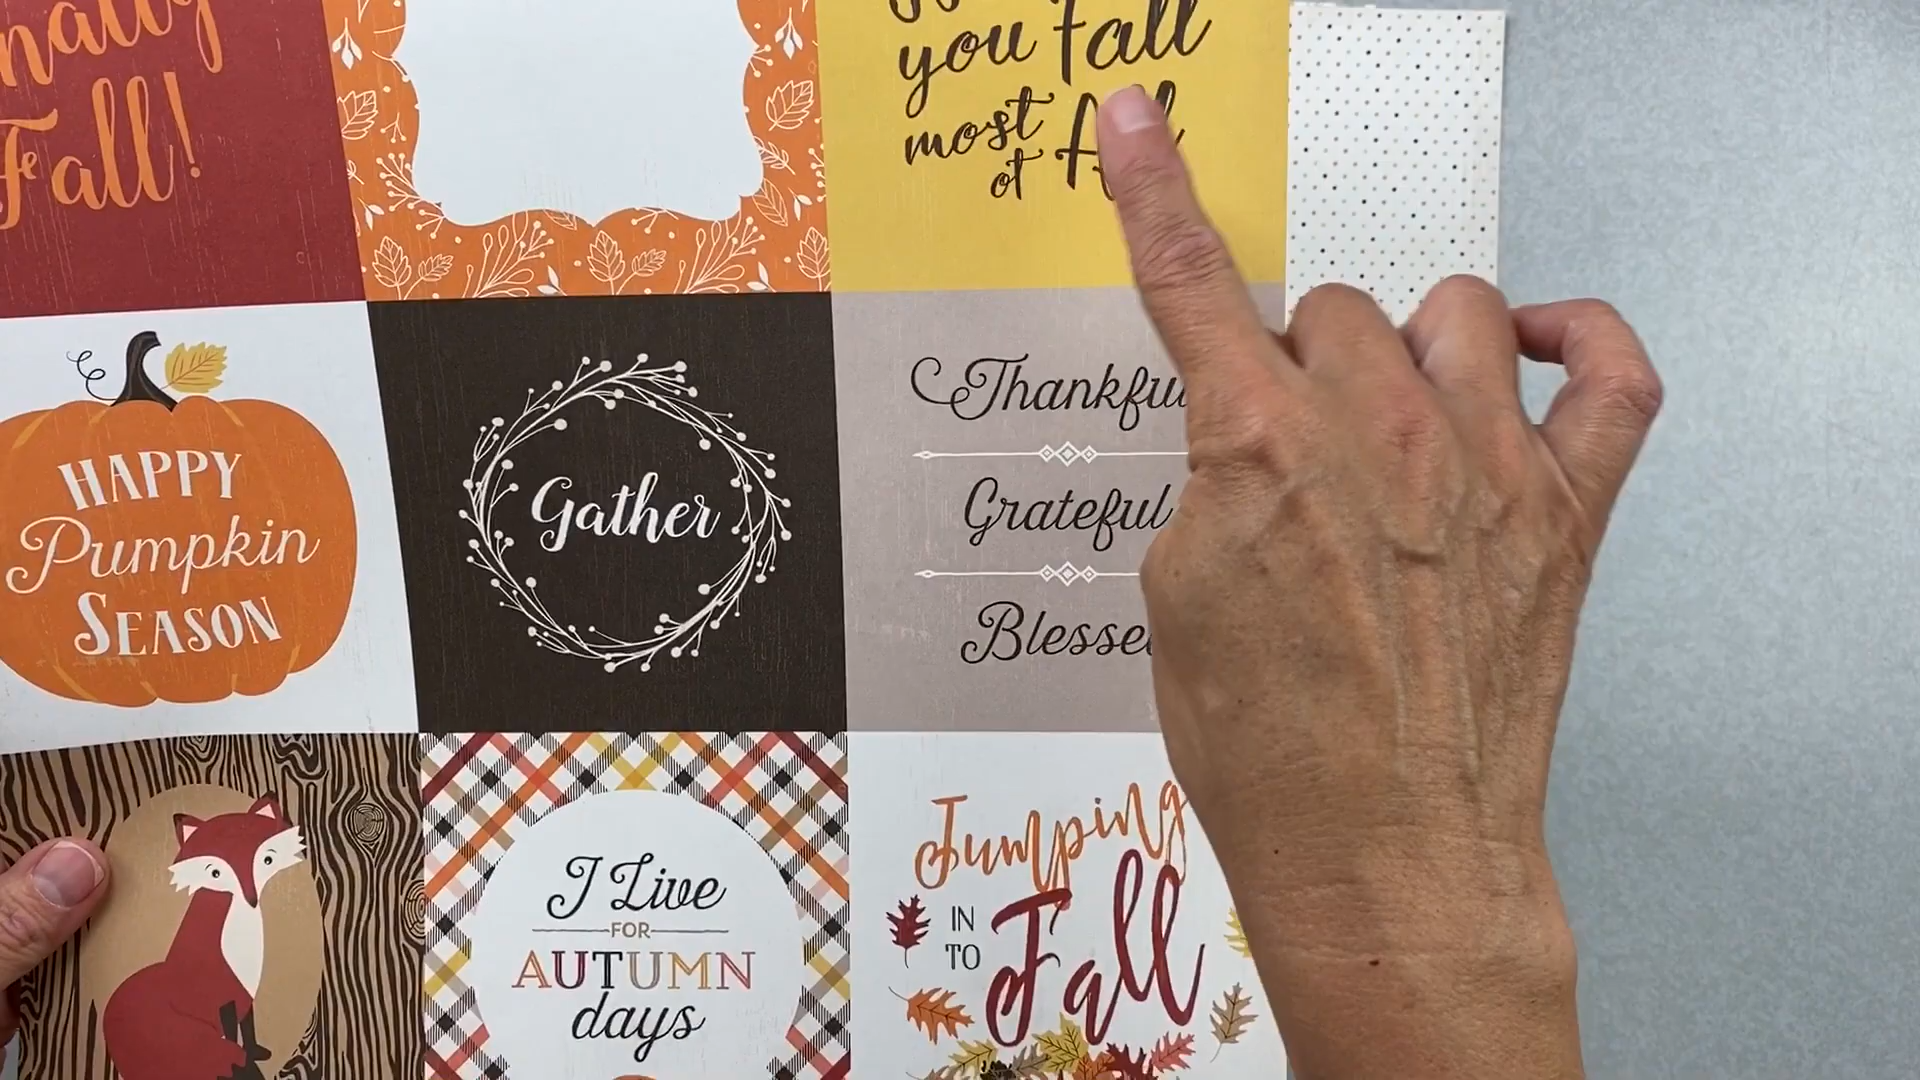 Fall!
you Fall
most
of
HAPPY
Pumpkin
SEASON
Gather
Thankful
Grateful
Blessed
I Live
FOR
AUTUMN
days
Jumping
IN
TO
Fall